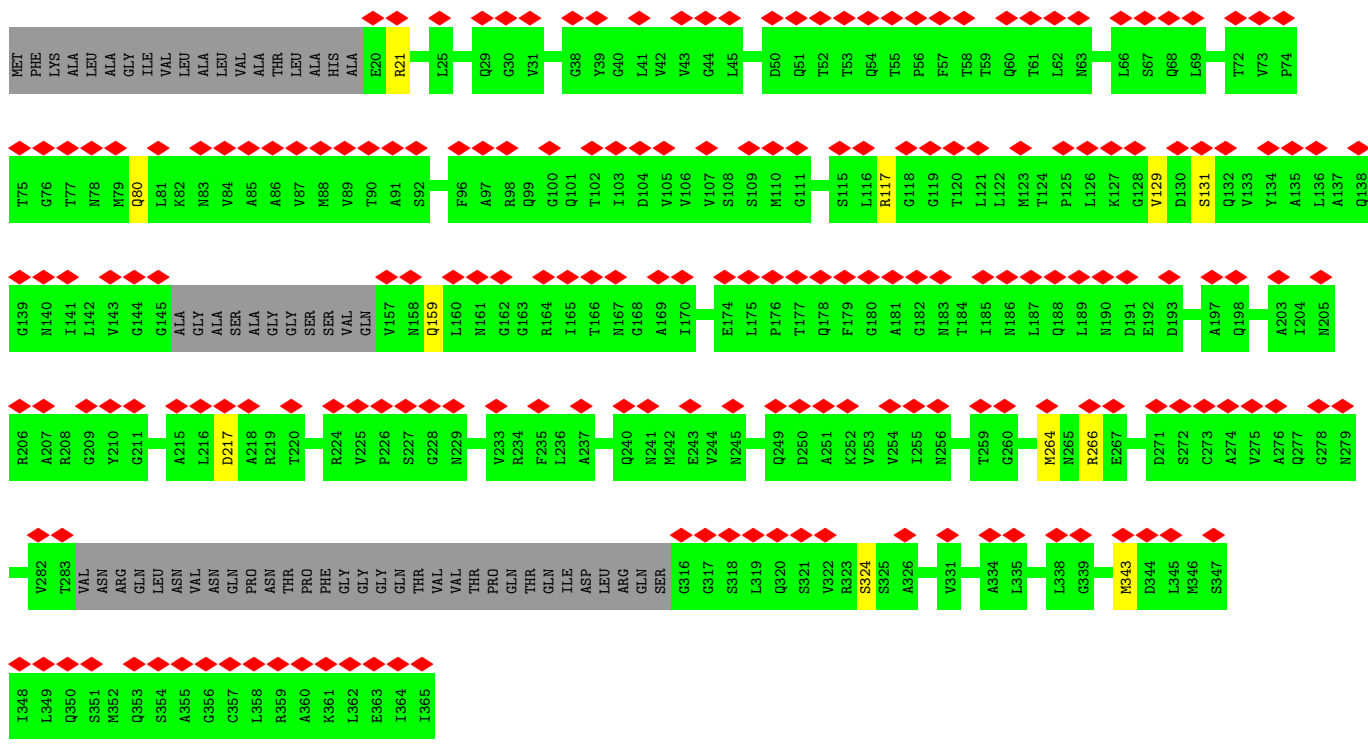 MET PHE LYS ALA LEU ALA GLY ILE VAL LEU ALA LEU VAL ALA THR LEU ALA HIS ALA E20 R21 L25 Q29 G30 V31 G38 Y39 G40 L41 V42 V43 G44 L45 D50 Q51 T52 T53 Q54 T55 P56 F57 T58 T59 Q60 T61 L62 N63 L66 S67 Q68 L69 T72 V73 P74
T75 G76 T77 N78 M79 Q80 L81 K82 N83 V84 A85 A86 V87 M88 V89 T90 A91 S92 F96 A97 R98 Q99 G100 Q101 T102 I103 D104 V105 V106 V107 S108 S109 M110 G111 S115 L116 R117 G118 G119 T120 L121 L122 M123 T124 P125 L126 K127 G128 V129 D130 S131 Q132 V133 Y134 A135 L136 A137 Q138
G139 N140 I141 L142 V143 G144 G145 ALA GLY ALA SER ALA GLY GLY SER SER VAL GLN V157 N158 Q159 L160 N161 G162 G163 R164 I165 T166 N167 G168 A169 I170 E174 L175 P176 T177 Q178 F179 G180 A181 G182 N183 T184 I185 N186 L187 Q188 L189 N190 D191 E192 D193 A197 Q198 A203 I204 N205
R206 A207 R208 G209 Y210 G211 A215 L216 D217 A218 R219 T220 R224 V225 P226 S227 G228 N229 V233 R234 F235 L236 A237 Q240 N241 M242 E243 V244 N245 Q249 D250 A251 K252 V253 V254 I255 N256 T259 G260 M264 N265 R266 E267 D271 S272 C273 A274 V275 A276 Q277 G278 N279
V282 T283 VAL ASN ARG GLN LEU ASN VAL ASN GLN PRO ASN THR PRO PHE GLY GLY GLY GLN THR VAL VAL THR PRO GLN THR GLN ILE ASP LEU ARG GLN SER G316 G317 S318 L319 Q320 S321 V322 R323 S324 S325 A326 V331 A334 L335 L338 G339 M343 D344 L345 M346 S347
I348 L349 Q350 S351 M352 Q353 S354 A355 G356 C357 L358 R359 A360 K361 L362 E363 I364 I365